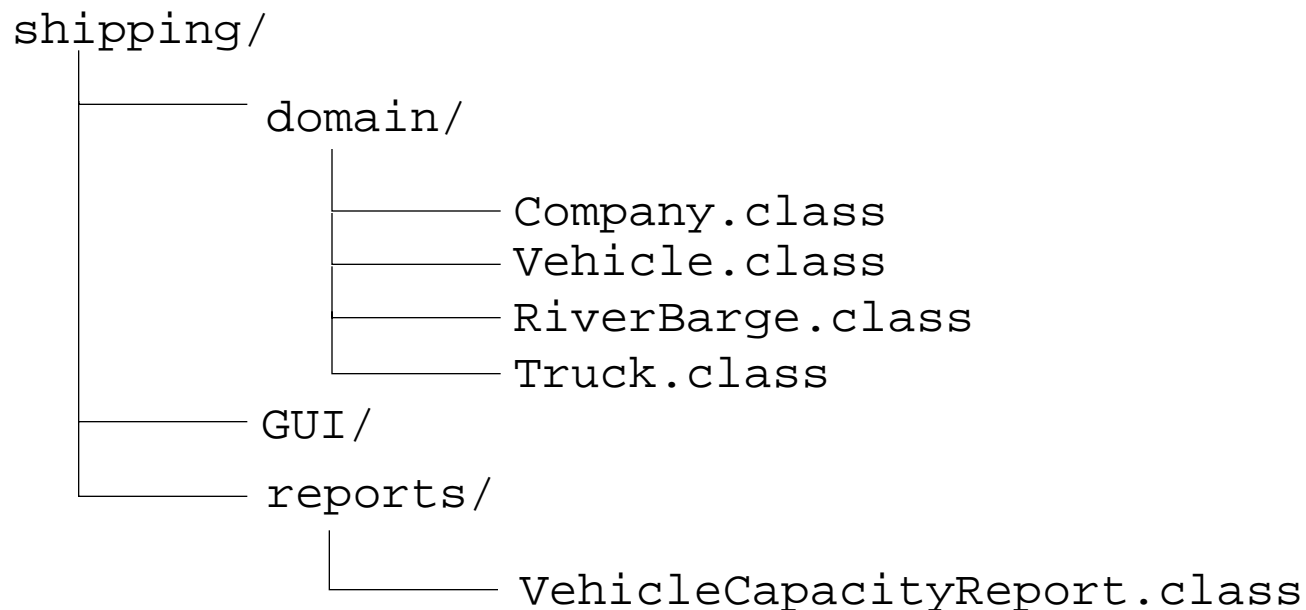 shipping/
domain/
Company.class
Vehicle.class
RiverBarge.class
Truck.class
GUI/
reports/
VehicleCapacityReport.class